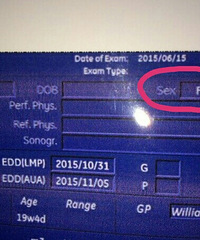 Date of Exam: 2015/06/15
Exam Type:
DOB Sex F
Perf. Phys.
Ref. Phys.
Sonogr.
EDD(LMP) 2015/10/31 G
EDD(AUA) 2015/11/05 P
Age Range GP Willia
19w4d